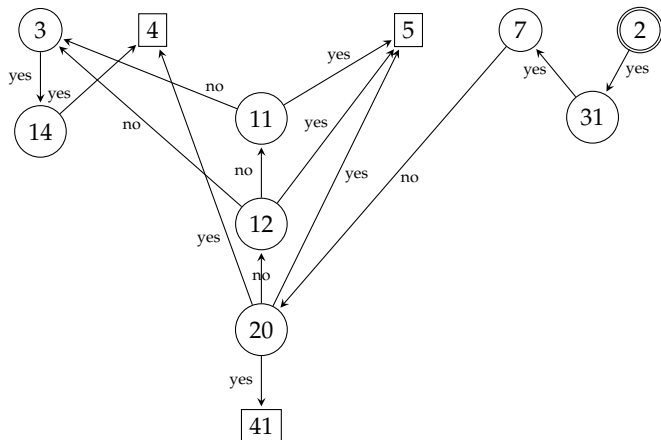 3
4
5
7
2
yes
yes
no
yes
yes
yes
14
11
31
no
yes
no
yes
no
12
yes
no
20
yes
41